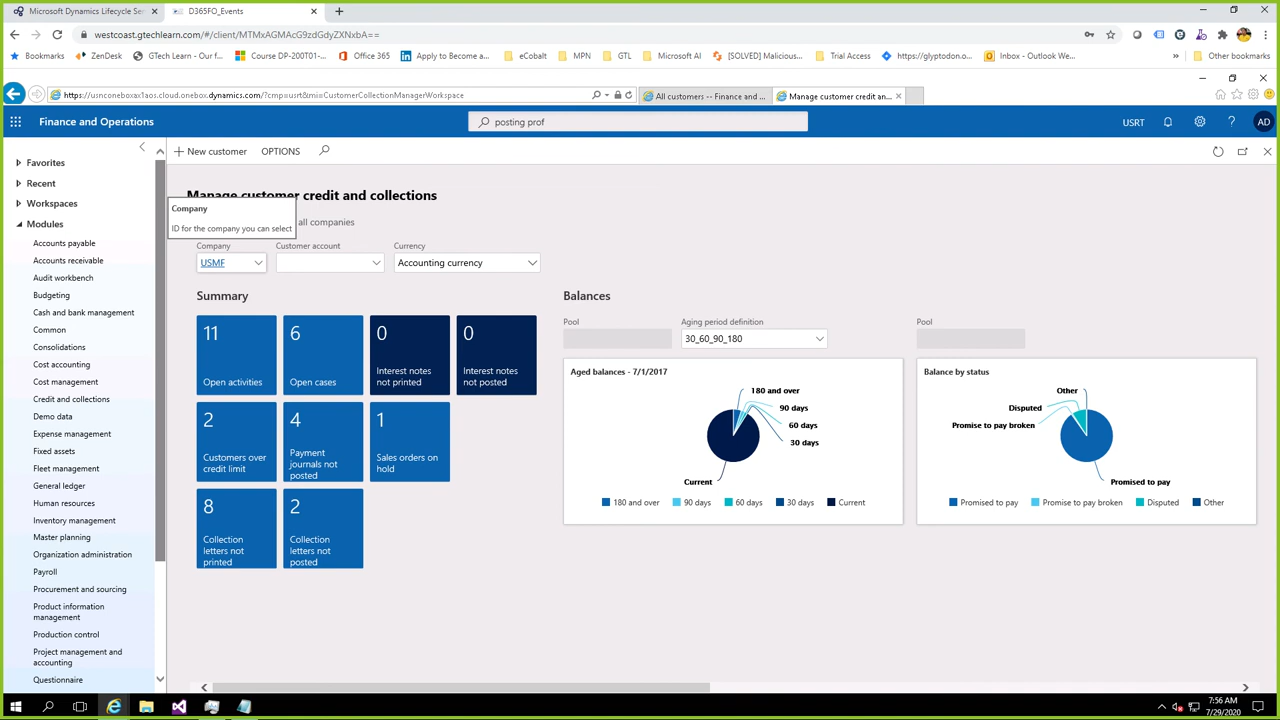 Microsoft Dynamics Lifecycle Se
D365FO_Events
westcoast.gtechlearn.com/#/client/MTMxAGMAcG9zdGdyZXNxbA==
Bookmarks
ZenDesk
GTech Learn - Our f...
Course DP-200T01-...
Office 365
Apply to Become a...
eCobalt
MPN
GTL
Microsoft AI
[SOLVED] Malicious...
Trial Access
https://glyptodon.o...
Inbox - Outlook We...
»
Other bookmarks
https://usnconeboxax1aos.cloud.onebox.dynamics.com/?cmp=usrt&mi=CustomerCollectionManagerWorkspace
All customers -- Finance and ...
Manage customer credit an...
Finance and Operations
posting prof
USRT
?
AD
Favorites
Recent
Workspaces
Modules
Accounts payable
Accounts receivable
Audit workbench
Budgeting
Cash and bank management
Common
Consolidations
Cost accounting
Cost management
Credit and collections
Demo data
Expense management
Fixed assets
Fleet management
General ledger
Human resources
Inventory management
Master planning
Organization administration
Payroll
Procurement and sourcing
Product information
management
Production control
Project management and
accounting
Questionnaire
+ New customer
OPTIONS
Manage customer credit and collections
Company
ID for the company you can select
all companies
Company
Customer account
Currency
USMF
Accounting currency
Summary
11
Open activities
6
Open cases
0
Interest notes
not printed
0
Interest notes
not posted
2
Customers over
credit limit
4
Payment
journals not
posted
1
Sales orders on
hold
8
Collection
letters not
printed
2
Collection
letters not
posted
Balances
Pool
Aging period definition
30_60_90_180
Pool
Aged balances - 7/1/2017
180 and over
90 days
60 days
30 days
Current
180 and over
90 days
60 days
30 days
Current
Balance by status
Other
Disputed
Promise to pay broken
Promised to pay
Promised to pay
Promise to pay broken
Disputed
Other
7:56 AM
7/29/2020